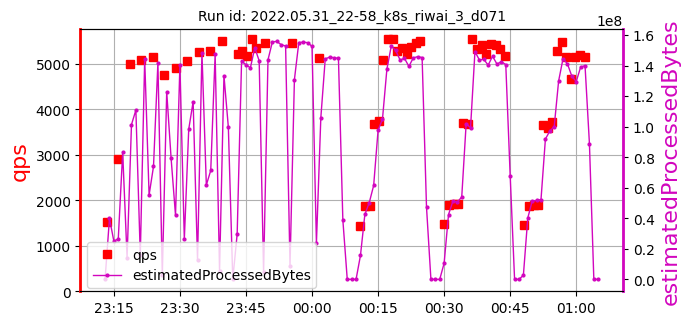 Run id: 2022.05.31_22-58_k8s_riwai_3_d071
1e8
5000
4000
3000
2000
1000
0
qps
1.6
1.4
1.2
1.0
0.8
0.6
0.4
0.2
0.0
estimatedProcessedBytes
qps
estimatedProcessedBytes
23:15 23:30 23:45 00:00 00:15 00:30 00:45 01:00